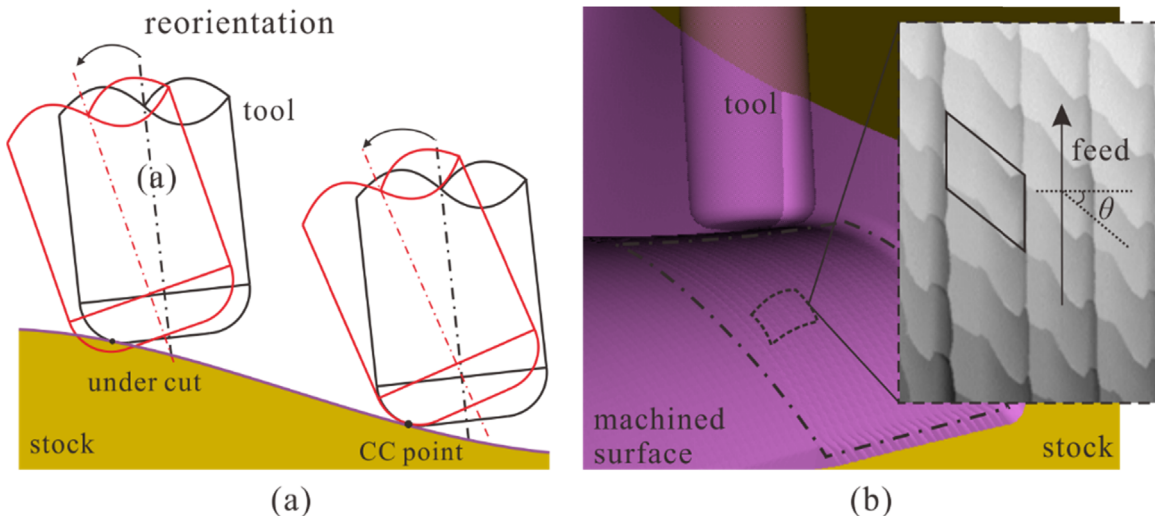 reorientation
tool
(a)
under cut
stock
CC point
(a)
tool
feed
θ
machined
surface
stock
(b)